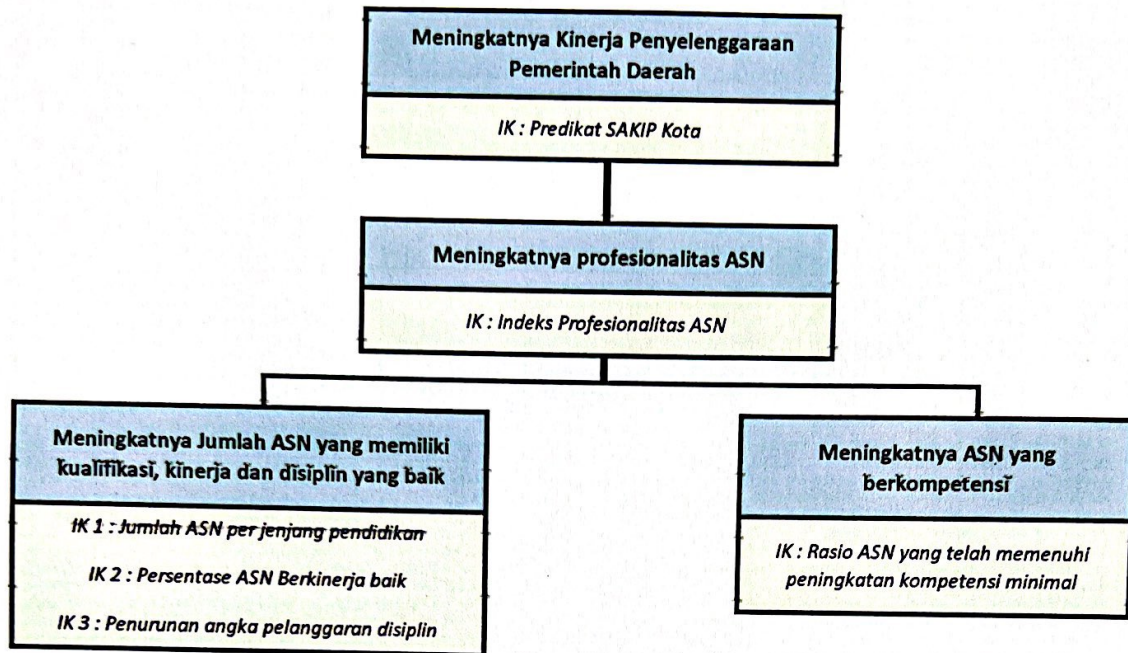 Meningkatnya Kinerja Penyelenggaraan
Pemerintah Daerah
IK : Predikat SAKIP Kota
Meningkatnya profesionalitas ASN
IK : Indeks Profesionalitas ASN
Meningkatnya Jumlah ASN yang memiliki
kualifikasi, kinerja dan disiplin yang baik
IK 1 : Jumlah ASN per jenjang pendidikan
IK 2 : Persentase ASN Berkinerja baik
IK 3 : Penurunan angka pelanggaran disiplin
Meningkatnya ASN yang
berkompetensi
IK : Rasio ASN yang telah memenuhi
peningkatan kompetensi minimal